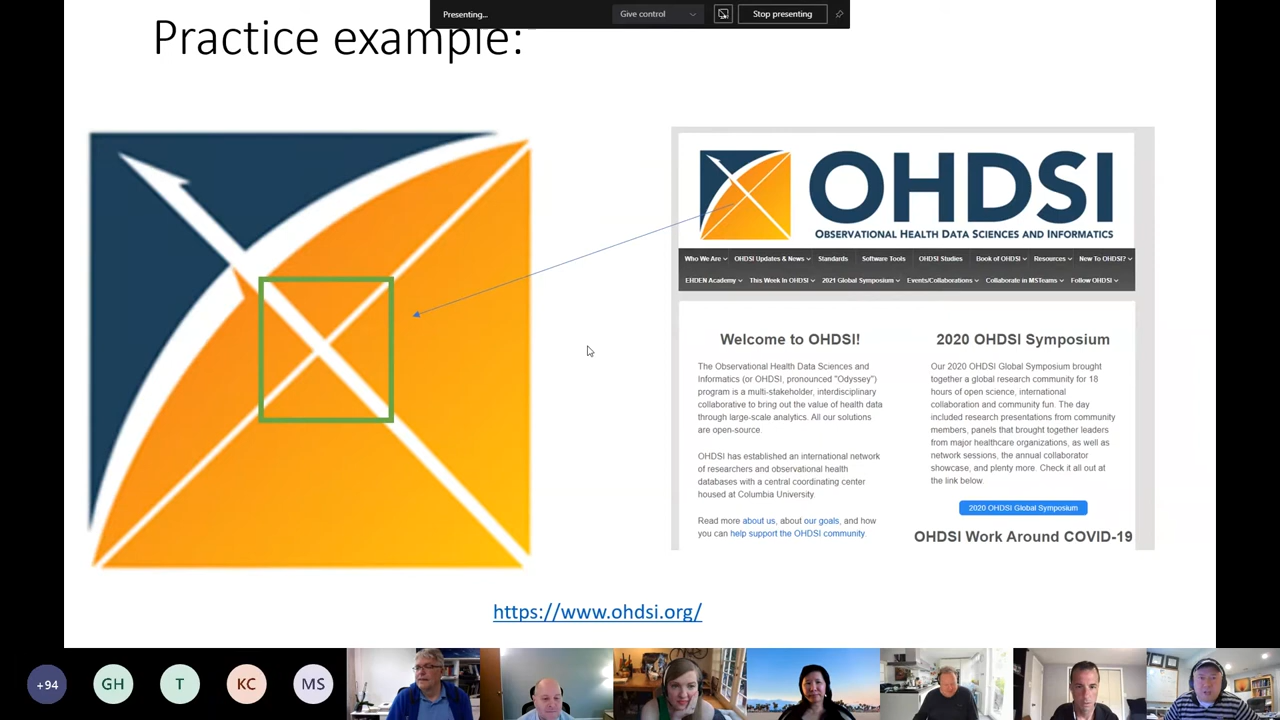 Presenting...
Give control
Stop presenting
Practice example:
OHDSI
OBSERVATIONAL HEALTH DATA SCIENCES AND INFORMATICS
Who We Are OHDSI Updates & News Standards Software Tools OHDSI Studies Book of OHDSI Resources New To OHDSI?
EHDEN Academy This Week In OHDSI 2021 Global Symposium Events/Collaborations Collaborate in MSTeams Follow OHDSI
Welcome to OHDSI!
The Observational Health Data Sciences and
Informatics (or OHDSI, pronounced "Odyssey")
program is a multi-stakeholder, interdisciplinary
collaborative to bring out the value of health data
through large-scale analytics. All our solutions
are open-source.
OHDSI has established an international network
of researchers and observational health
databases with a central coordinating center
housed at Columbia University.
Read more about us, about our goals, and how
you can help support the OHDSI community.
2020 OHDSI Symposium
Our 2020 OHDSI Global Symposium brought
together a global research community for 18
hours of open science, international
collaboration and community fun. The day
included research presentations from community
members, panels that brought together leaders
from major healthcare organizations, as well as
network sessions, the annual collaborator
showcase, and plenty more. Check it all out at
the link below.
2020 OHDSI Global Symposium
OHDSI Work Around COVID-19
https://www.ohdsi.org/
+94
GH
T
KC
MS